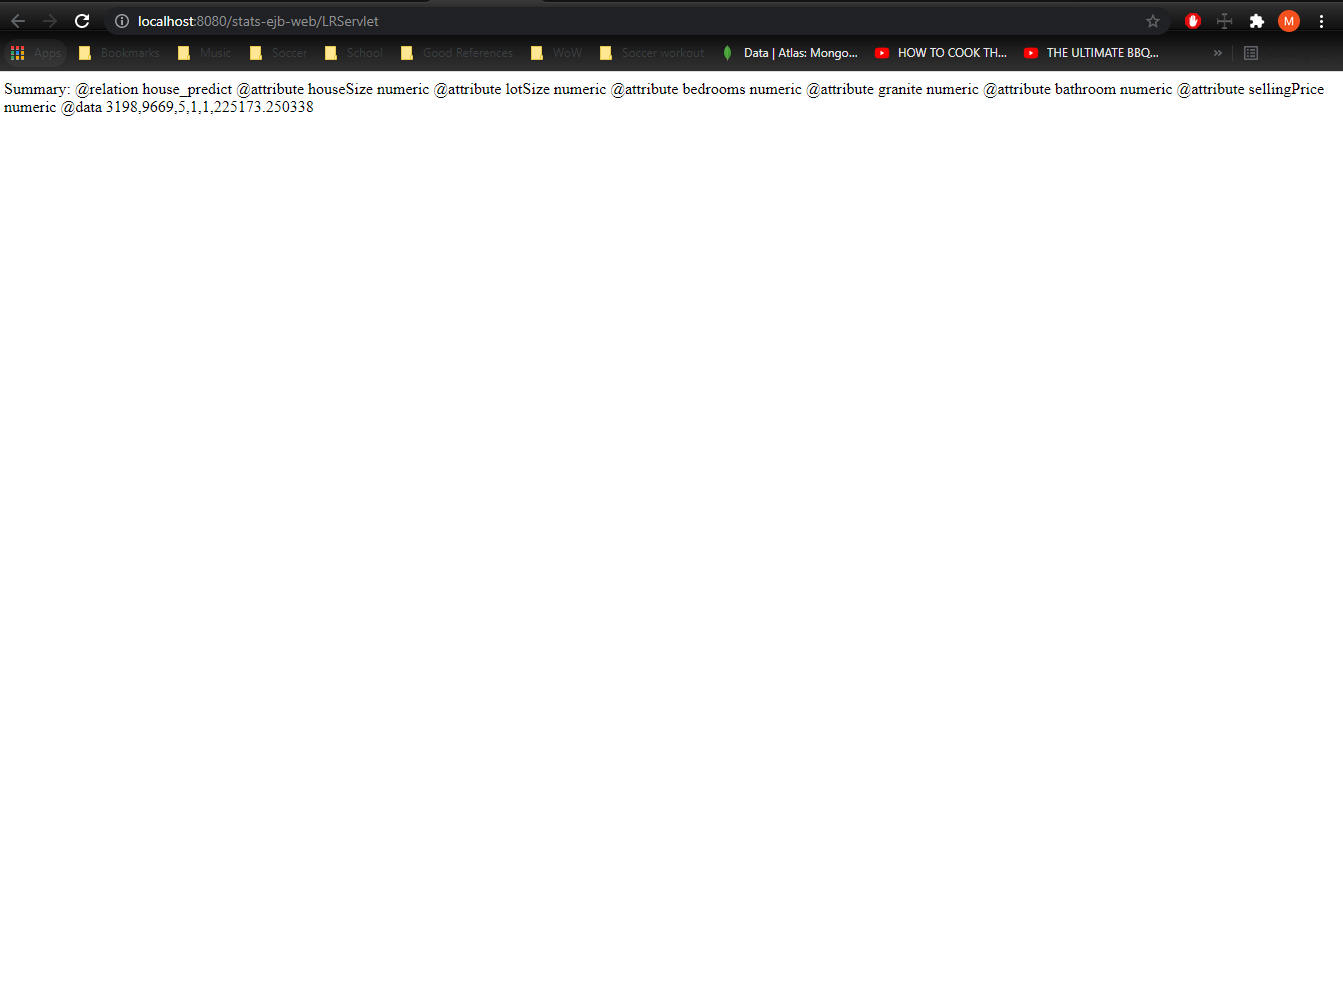 localhost:8080/stats-ejb-web/LRServlet
M
Apps Bookmarks Music Soccer School Good References WoW Soccer workout Data | Atlas: Mongo... HOW TO COOK TH... THE ULTIMATE BBQ... »
Summary: @relation house_predict @attribute houseSize numeric @attribute lotSize numeric @attribute bedrooms numeric @attribute granite numeric @attribute bathroom numeric @attribute sellingPrice
numeric @data 3198,9669,5,1,1,225173.250338